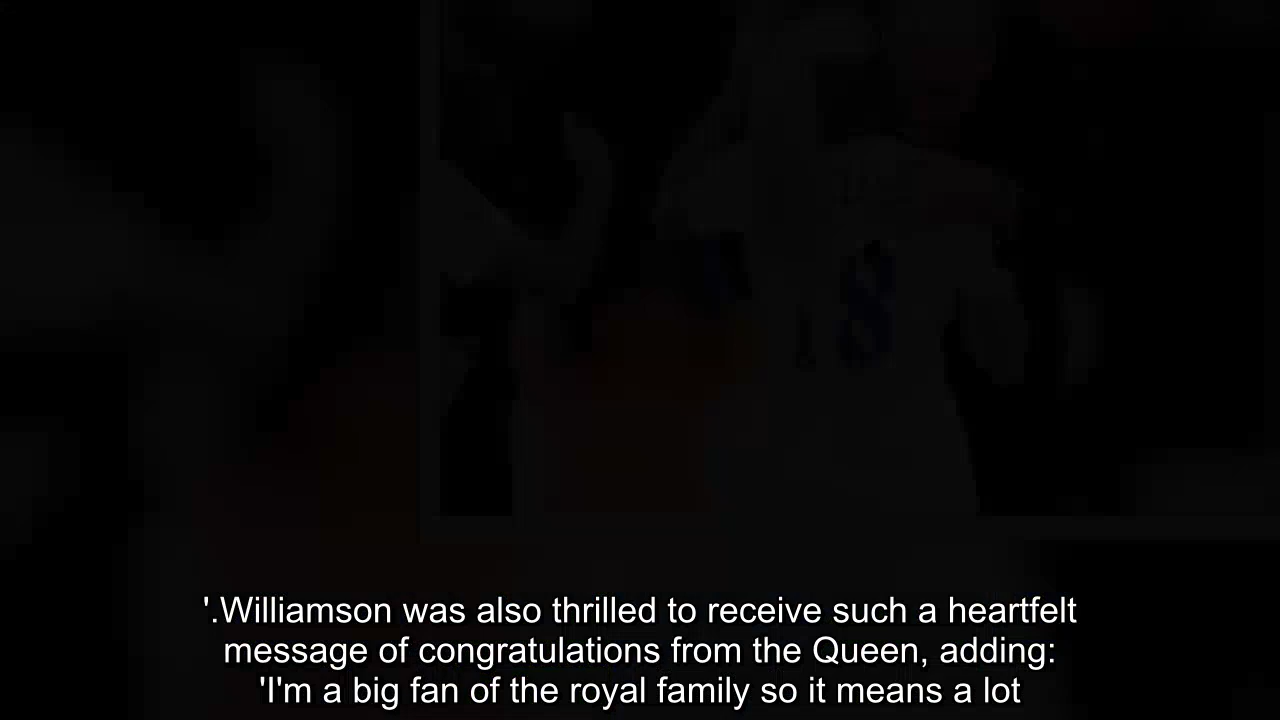 '.Williamson was also thrilled to receive such a heartfelt
message of congratulations from the Queen, adding:
'I'm a big fan of the royal family so it means a lot
18